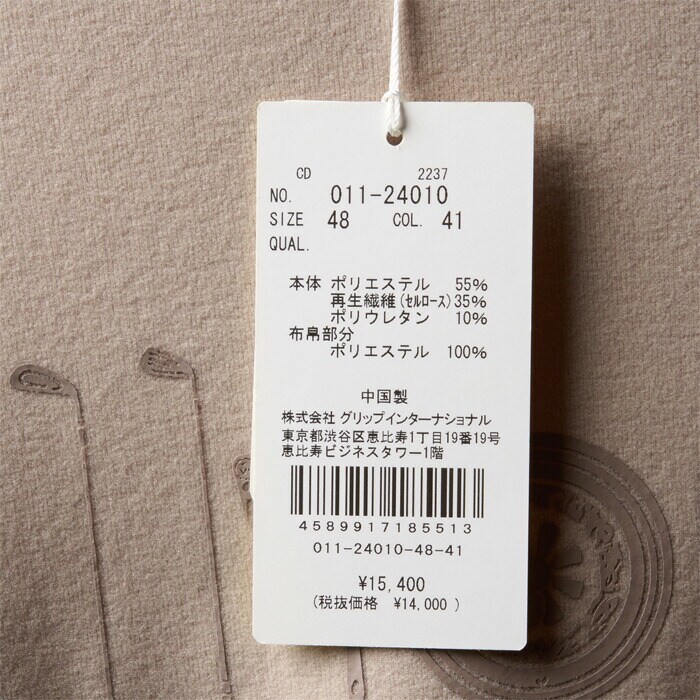 CD 2237
NO. 011-24010
SIZE 48 COL. 41
QUAL.
本体 ポリエステル 55%
再生繊維(セルロース)35%
ポリウレタン 10%
布帛部分
ポリエステル 100%
中国製
株式会社 グリップインターナショナル
東京都渋谷区恵比寿1丁目19番19号
恵比寿ビジネスタワー1階
4589917185513
011-24010-48-41
¥15,400
(税抜価格 ¥14,000 )